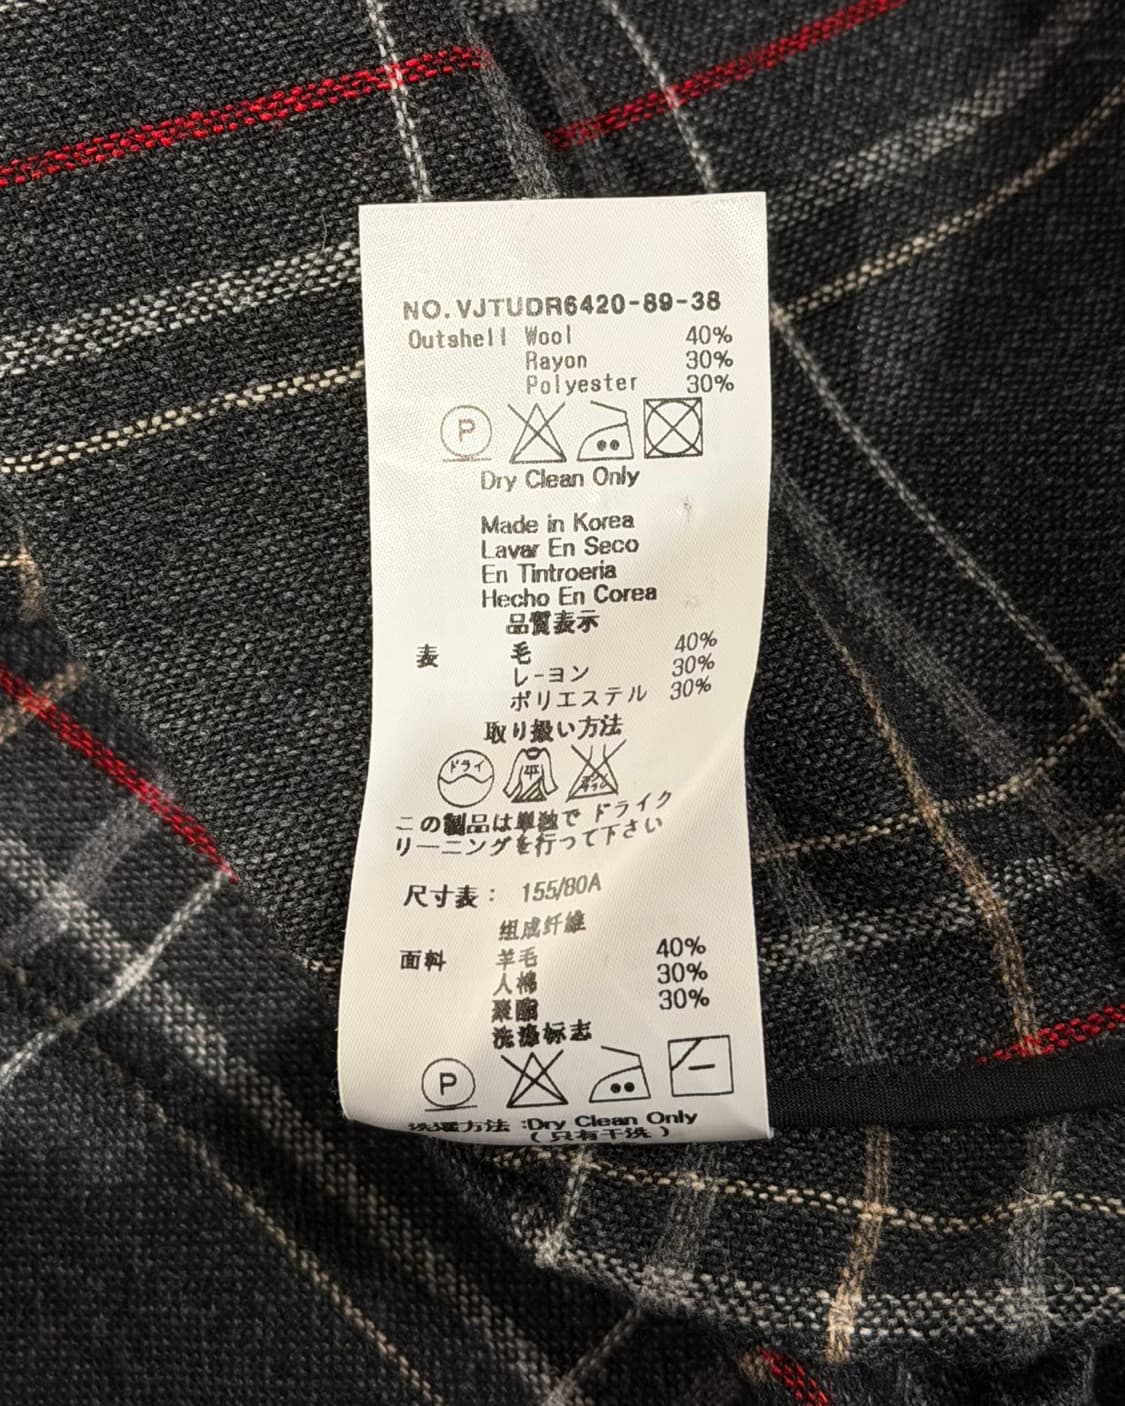 NO.VJTUDR6420-89-38
Outshell Wool 40%
Rayon 30%
Polyester 30%
P
Dry Clean Only
Made in Korea
Lavar En Seco
En Tintroeria
Hecho En Corea
品質表示
表 毛 40%
レーヨン 30%
ポリエステル 30%
取り扱い方法
ドライ 平
この製品は単独でドライク
リーニングを行って下さい
尺寸表: 155/80A
组成纤维
面料 羊毛 40%
人棉 30%
聚酯 30%
洗涤标志
P
洗濯方法:Dry Clean Only
(只有干洗)